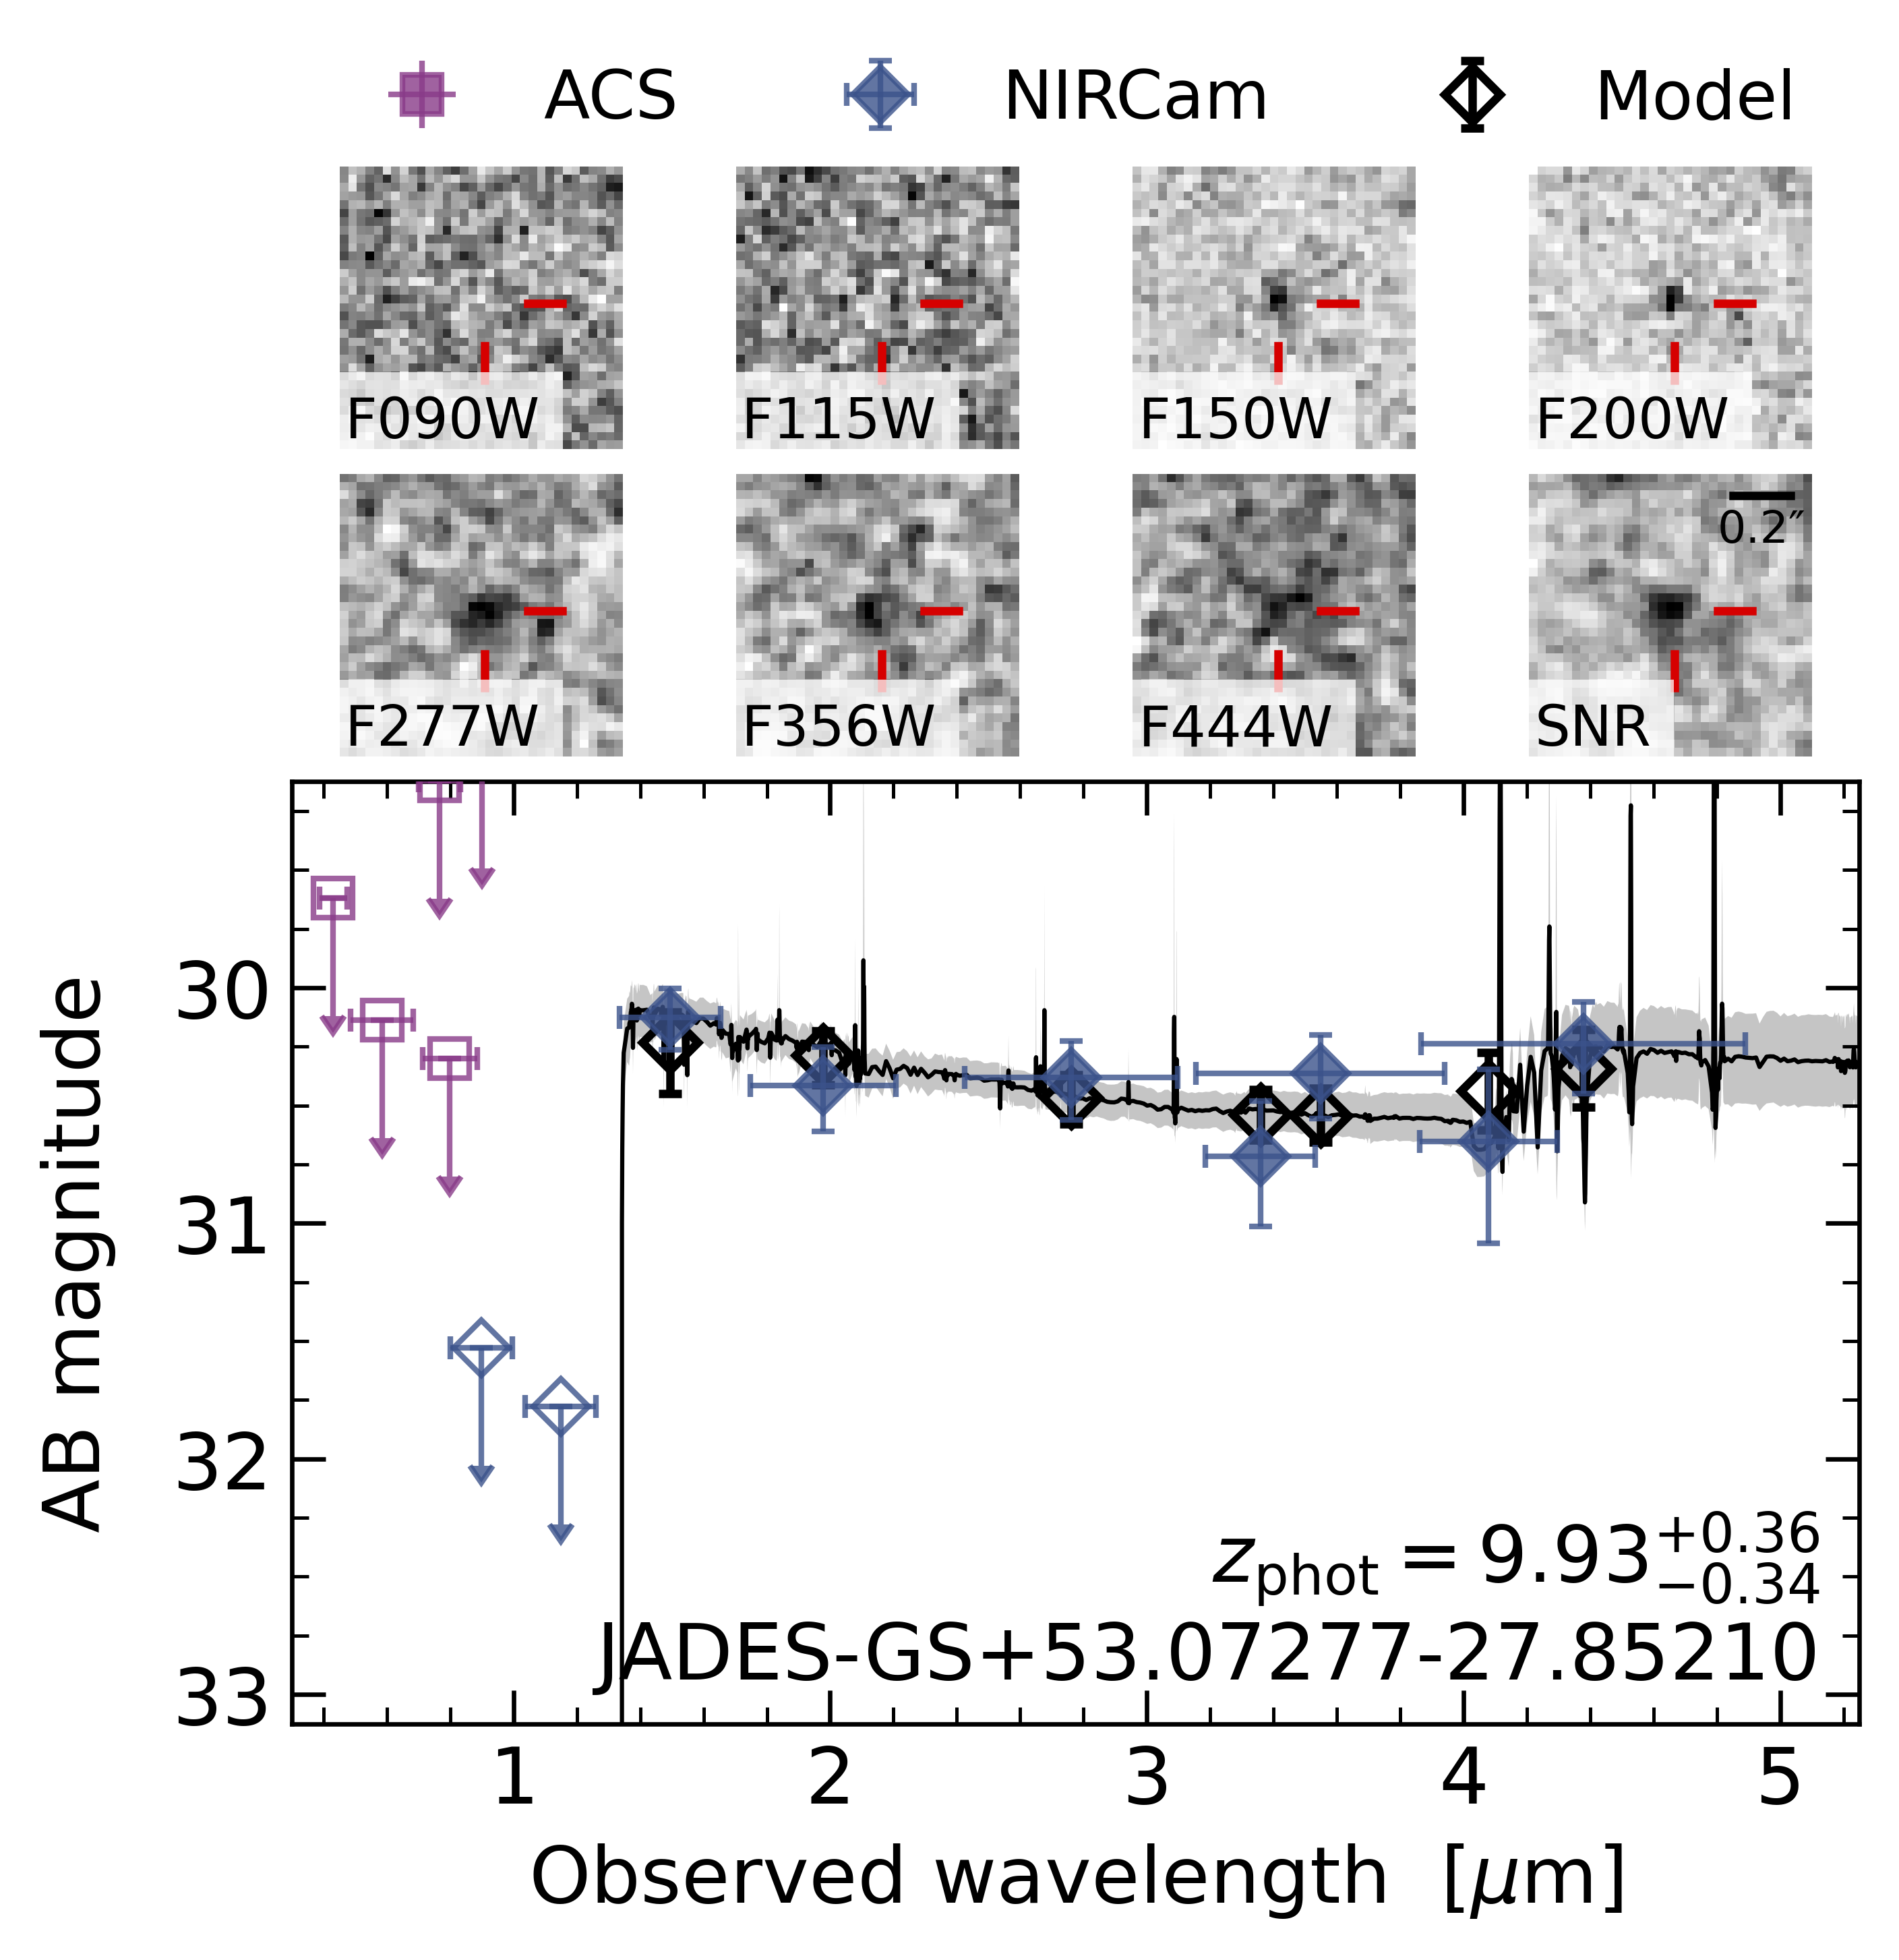 ACS NIRCam Model
F090W F115W F150W F200W
0.2″
F277W F356W F444W SNR
AB magnitude
30
31
32
33
z_phot = 9.93 +0.36 −0.34
JADES-GS+53.07277-27.85210
1 2 3 4 5
Observed wavelength [μm]